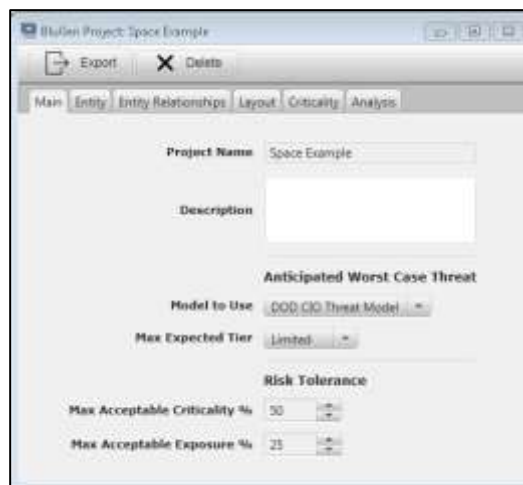 BluGen Project: Space Example
Export Delete
Main Entity Entity Relationships Layout Criticality Analysis
Project Name Space Example
Description
Anticipated Worst Case Threat
Model to Use DOD CIO Threat Model
Max Expected Tier Limited
Risk Tolerance
Max Acceptable Criticality % 50
Max Acceptable Exposure % 25